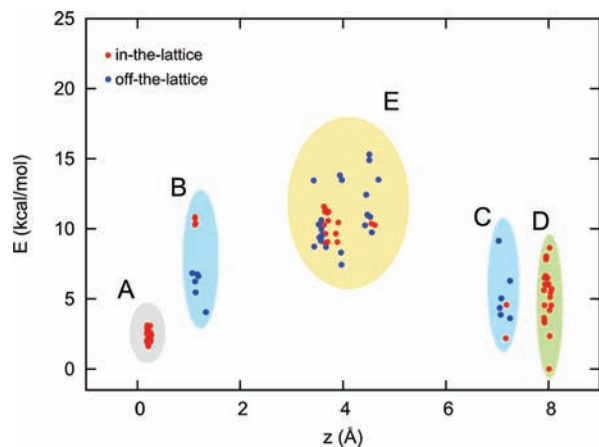 25
20
15
10
5
0
E (kcal/mol)
in-the-lattice
off-the-lattice
A
B
E
C
D
0
2
4
6
8
z (Å)